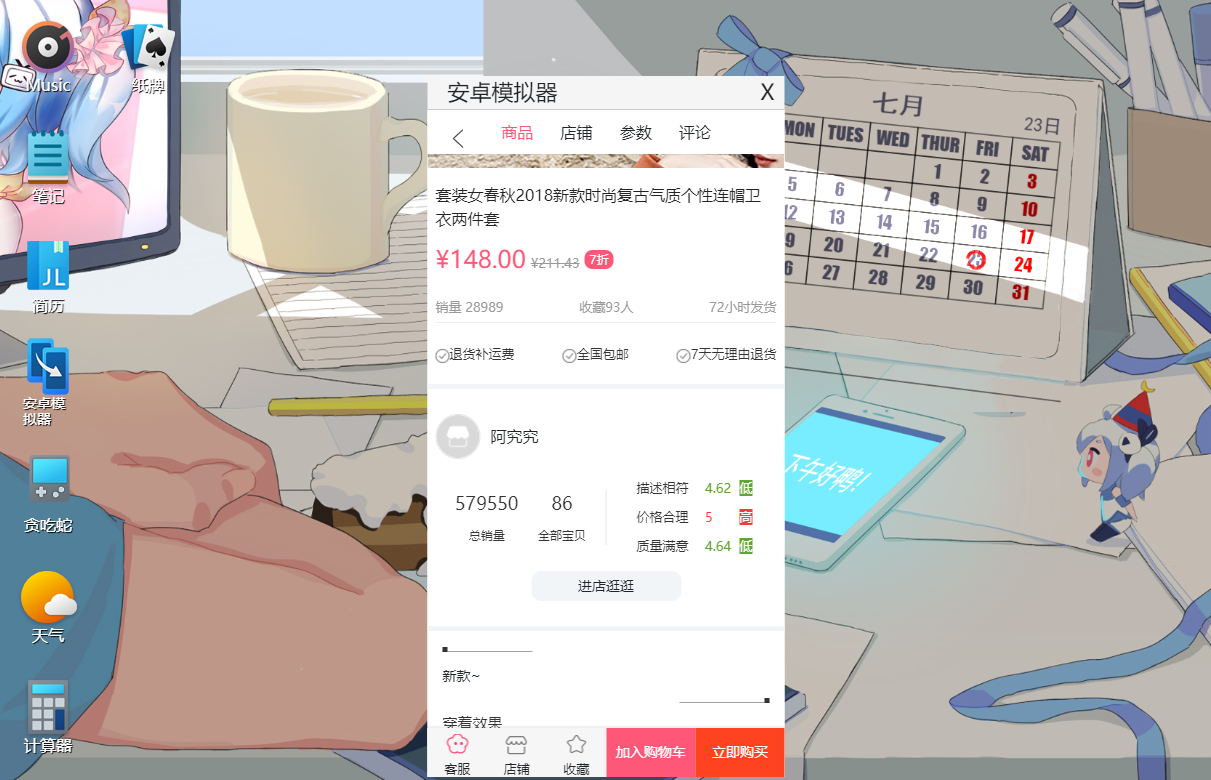 Music
纸牌
笔记
JL
简历
安卓模
拟器
贪吃蛇
天气
计算器
安卓模拟器
X
商品 店铺 参数 评论
套装女春秋2018新款时尚复古气质个性连帽卫
衣两件套
¥148.00 ¥211.43 7折
销量 28989 收藏93人 72小时发货
退货补运费 全国包邮 7天无理由退货
阿究究
579550 86
总销量 全部宝贝
描述相符 4.62 低
价格合理 5 高
质量满意 4.64 低
进店逛逛
新款~
穿着效果
客服 店铺 收藏 加入购物车 立即购买
七月
23日
MON TUES WED THUR FRI SAT
1 2 3
5 6 7 8 9 10
12 13 14 15 16 17
9 20 21 22 23 24
6 27 28 29 30 31
下午好鸭!